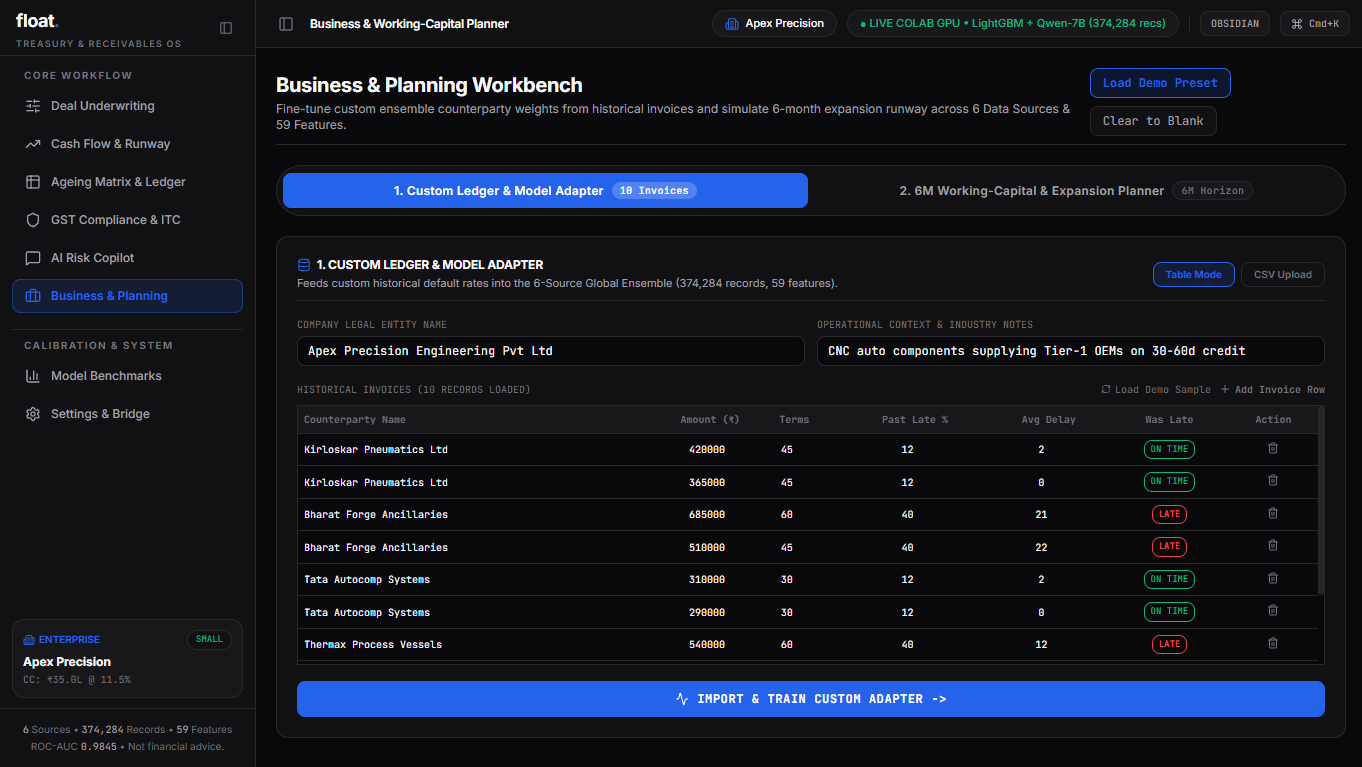 float.
TREASURY & RECEIVABLES OS
CORE WORKFLOW
Deal Underwriting
Cash Flow & Runway
Ageing Matrix & Ledger
GST Compliance & ITC
AI Risk Copilot
Business & Planning
CALIBRATION & SYSTEM
Model Benchmarks
Settings & Bridge
ENTERPRISE SMALL
Apex Precision
CC: ₹35.0L @ 11.5%
6 Sources • 374,284 Records • 59 Features
ROC-AUC 0.9845 • Not financial advice.
Business & Working-Capital Planner Apex Precision ● LIVE COLAB GPU • LightGBM + Qwen-7B (374,284 recs) OBSIDIAN ⌘ Cmd+K
Business & Planning Workbench
Fine-tune custom ensemble counterparty weights from historical invoices and simulate 6-month expansion runway across 6 Data Sources &
59 Features.
Load Demo Preset
Clear to Blank
1. Custom Ledger & Model Adapter 10 Invoices 2. 6M Working-Capital & Expansion Planner 6M Horizon
1. CUSTOM LEDGER & MODEL ADAPTER
Feeds custom historical default rates into the 6-Source Global Ensemble (374,284 records, 59 features).
Table Mode CSV Upload
COMPANY LEGAL ENTITY NAME OPERATIONAL CONTEXT & INDUSTRY NOTES
Apex Precision Engineering Pvt Ltd CNC auto components supplying Tier-1 OEMs on 30-60d credit
HISTORICAL INVOICES (10 RECORDS LOADED) Load Demo Sample + Add Invoice Row
Counterparty Name Amount (₹) Terms Past Late % Avg Delay Was Late Action
Kirloskar Pneumatics Ltd 420000 45 12 2 ON TIME
Kirloskar Pneumatics Ltd 365000 45 12 0 ON TIME
Bharat Forge Ancillaries 685000 60 40 21 LATE
Bharat Forge Ancillaries 510000 45 40 22 LATE
Tata Autocomp Systems 310000 30 12 2 ON TIME
Tata Autocomp Systems 290000 30 12 0 ON TIME
Thermax Process Vessels 540000 60 40 12 LATE
IMPORT & TRAIN CUSTOM ADAPTER ->